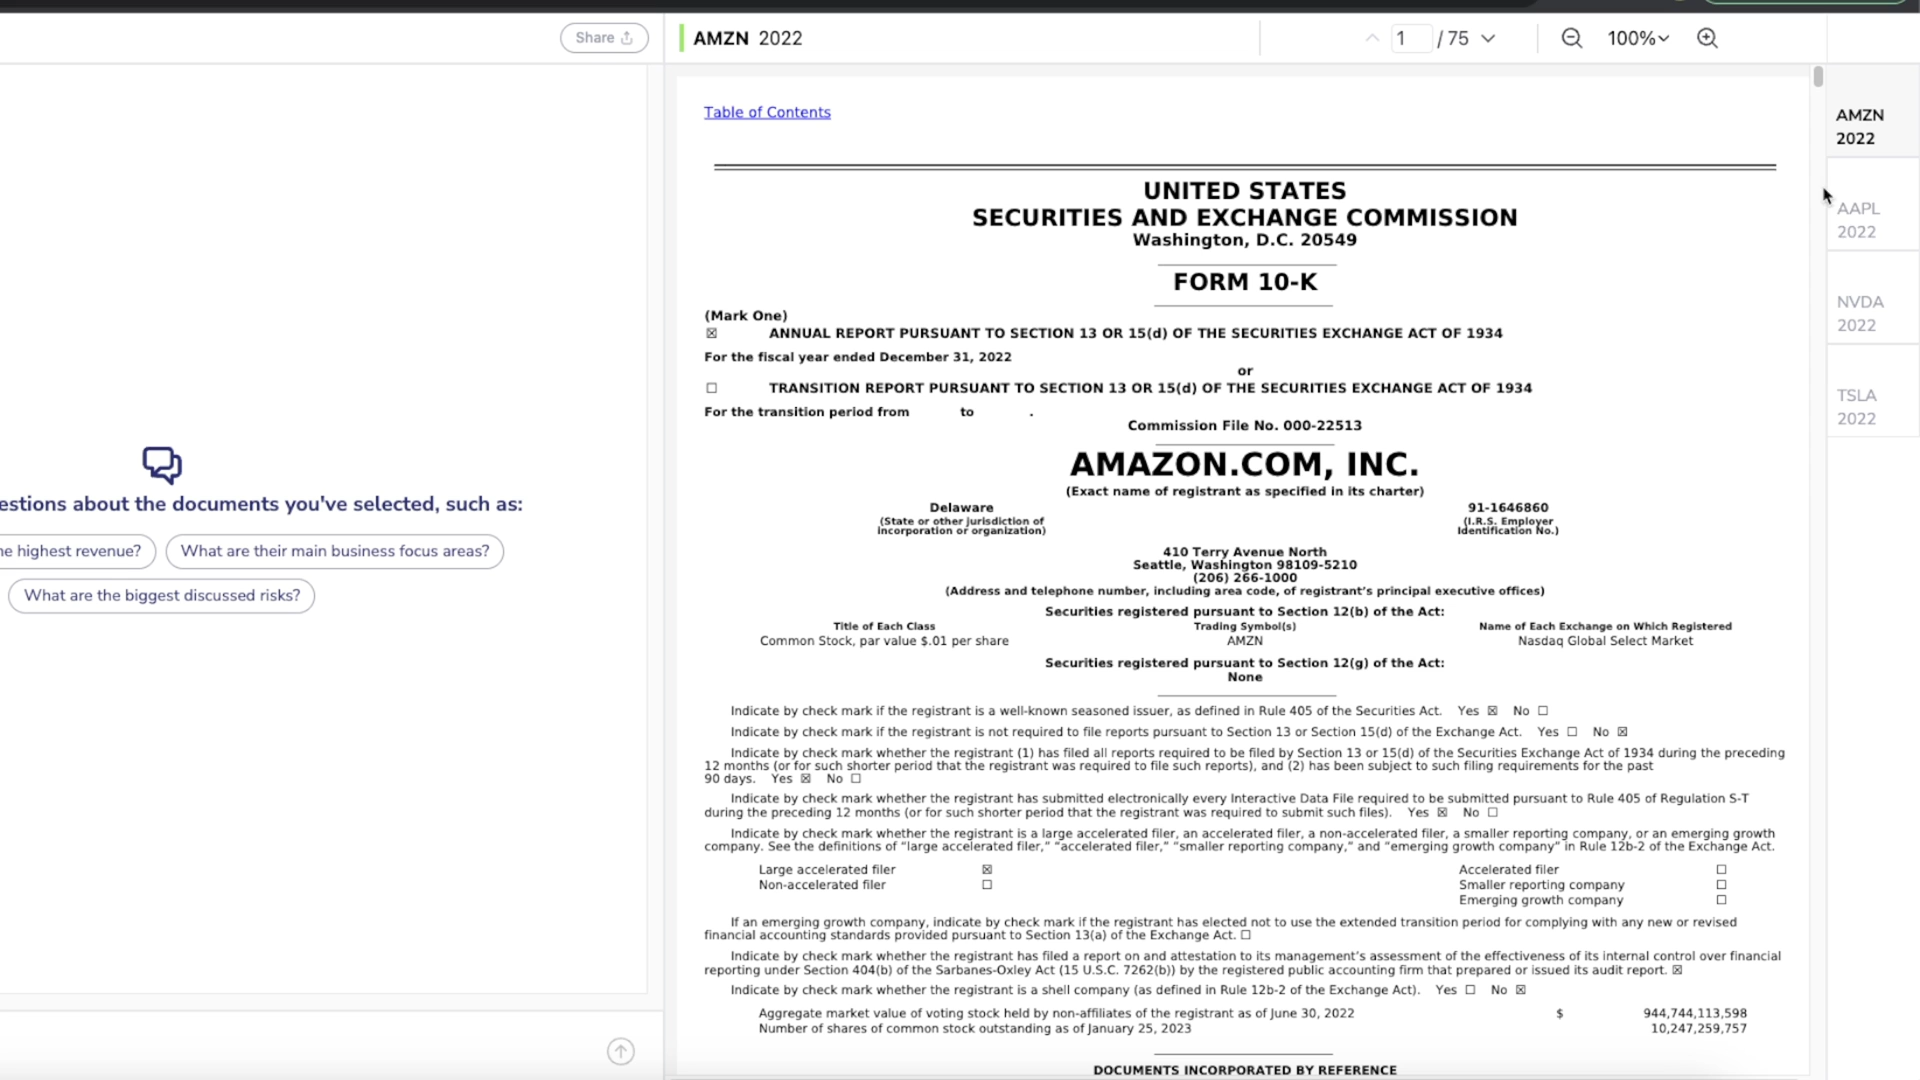 Share
AMZN 2022
1 / 75
100%
Table of Contents
UNITED STATES
SECURITIES AND EXCHANGE COMMISSION
Washington, D.C. 20549
FORM 10-K
(Mark One)
☒ ANNUAL REPORT PURSUANT TO SECTION 13 OR 15(d) OF THE SECURITIES EXCHANGE ACT OF 1934
For the fiscal year ended December 31, 2022
or
☐ TRANSITION REPORT PURSUANT TO SECTION 13 OR 15(d) OF THE SECURITIES EXCHANGE ACT OF 1934
For the transition period from to .
Commission File No. 000-22513
AMAZON.COM, INC.
(Exact name of registrant as specified in its charter)
Delaware 91-1646860
(State or other jurisdiction of (I.R.S. Employer
incorporation or organization) Identification No.)
410 Terry Avenue North
Seattle, Washington 98109-5210
(206) 266-1000
(Address and telephone number, including area code, of registrant’s principal executive offices)
Securities registered pursuant to Section 12(b) of the Act:
Title of Each Class Trading Symbol(s) Name of Each Exchange on Which Registered
Common Stock, par value $.01 per share AMZN Nasdaq Global Select Market
Securities registered pursuant to Section 12(g) of the Act:
None
Indicate by check mark if the registrant is a well-known seasoned issuer, as defined in Rule 405 of the Securities Act. Yes ☒ No ☐
Indicate by check mark if the registrant is not required to file reports pursuant to Section 13 or Section 15(d) of the Exchange Act. Yes ☐ No ☒
Indicate by check mark whether the registrant (1) has filed all reports required to be filed by Section 13 or 15(d) of the Securities Exchange Act of 1934 during the preceding
12 months (or for such shorter period that the registrant was required to file such reports), and (2) has been subject to such filing requirements for the past
90 days. Yes ☒ No ☐
Indicate by check mark whether the registrant has submitted electronically every Interactive Data File required to be submitted pursuant to Rule 405 of Regulation S-T
during the preceding 12 months (or for such shorter period that the registrant was required to submit such files). Yes ☒ No ☐
Indicate by check mark whether the registrant is a large accelerated filer, an accelerated filer, a non-accelerated filer, a smaller reporting company, or an emerging growth
company. See the definitions of “large accelerated filer,” “accelerated filer,” “smaller reporting company,” and “emerging growth company” in Rule 12b-2 of the Exchange Act.
Large accelerated filer ☒ Accelerated filer ☐
Non-accelerated filer ☐ Smaller reporting company ☐
Emerging growth company ☐
If an emerging growth company, indicate by check mark if the registrant has elected not to use the extended transition period for complying with any new or revised
financial accounting standards provided pursuant to Section 13(a) of the Exchange Act. ☐
Indicate by check mark whether the registrant has filed a report on and attestation to its management’s assessment of the effectiveness of its internal control over financial
reporting under Section 404(b) of the Sarbanes-Oxley Act (15 U.S.C. 7262(b)) by the registered public accounting firm that prepared or issued its audit report. ☒
Indicate by check mark whether the registrant is a shell company (as defined in Rule 12b-2 of the Exchange Act). Yes ☐ No ☒
Aggregate market value of voting stock held by non-affiliates of the registrant as of June 30, 2022 $ 944,744,113,598
Number of shares of common stock outstanding as of January 25, 2023 10,247,259,757
DOCUMENTS INCORPORATED BY REFERENCE
estions about the documents you've selected, such as:
ne highest revenue?
What are their main business focus areas?
What are the biggest discussed risks?
AMZN
2022
AAPL
2022
NVDA
2022
TSLA
2022